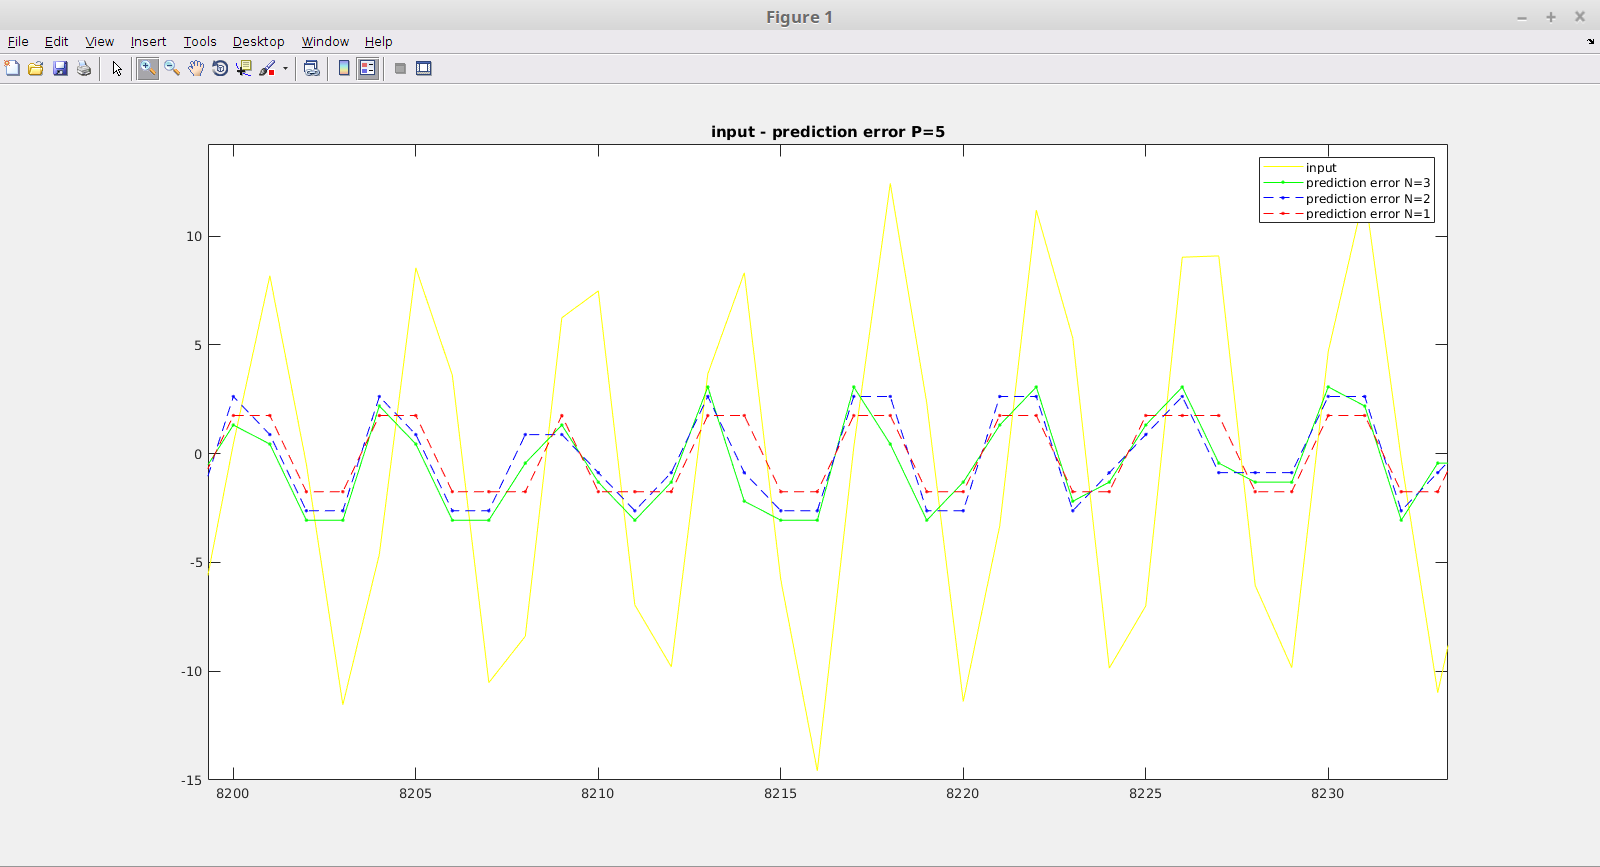 Figure 1
File Edit View Insert Tools Desktop Window Help
input - prediction error P=5
input
prediction error N=3
prediction error N=2
prediction error N=1
10
5
0
-5
-10
-15
8200 8205 8210 8215 8220 8225 8230